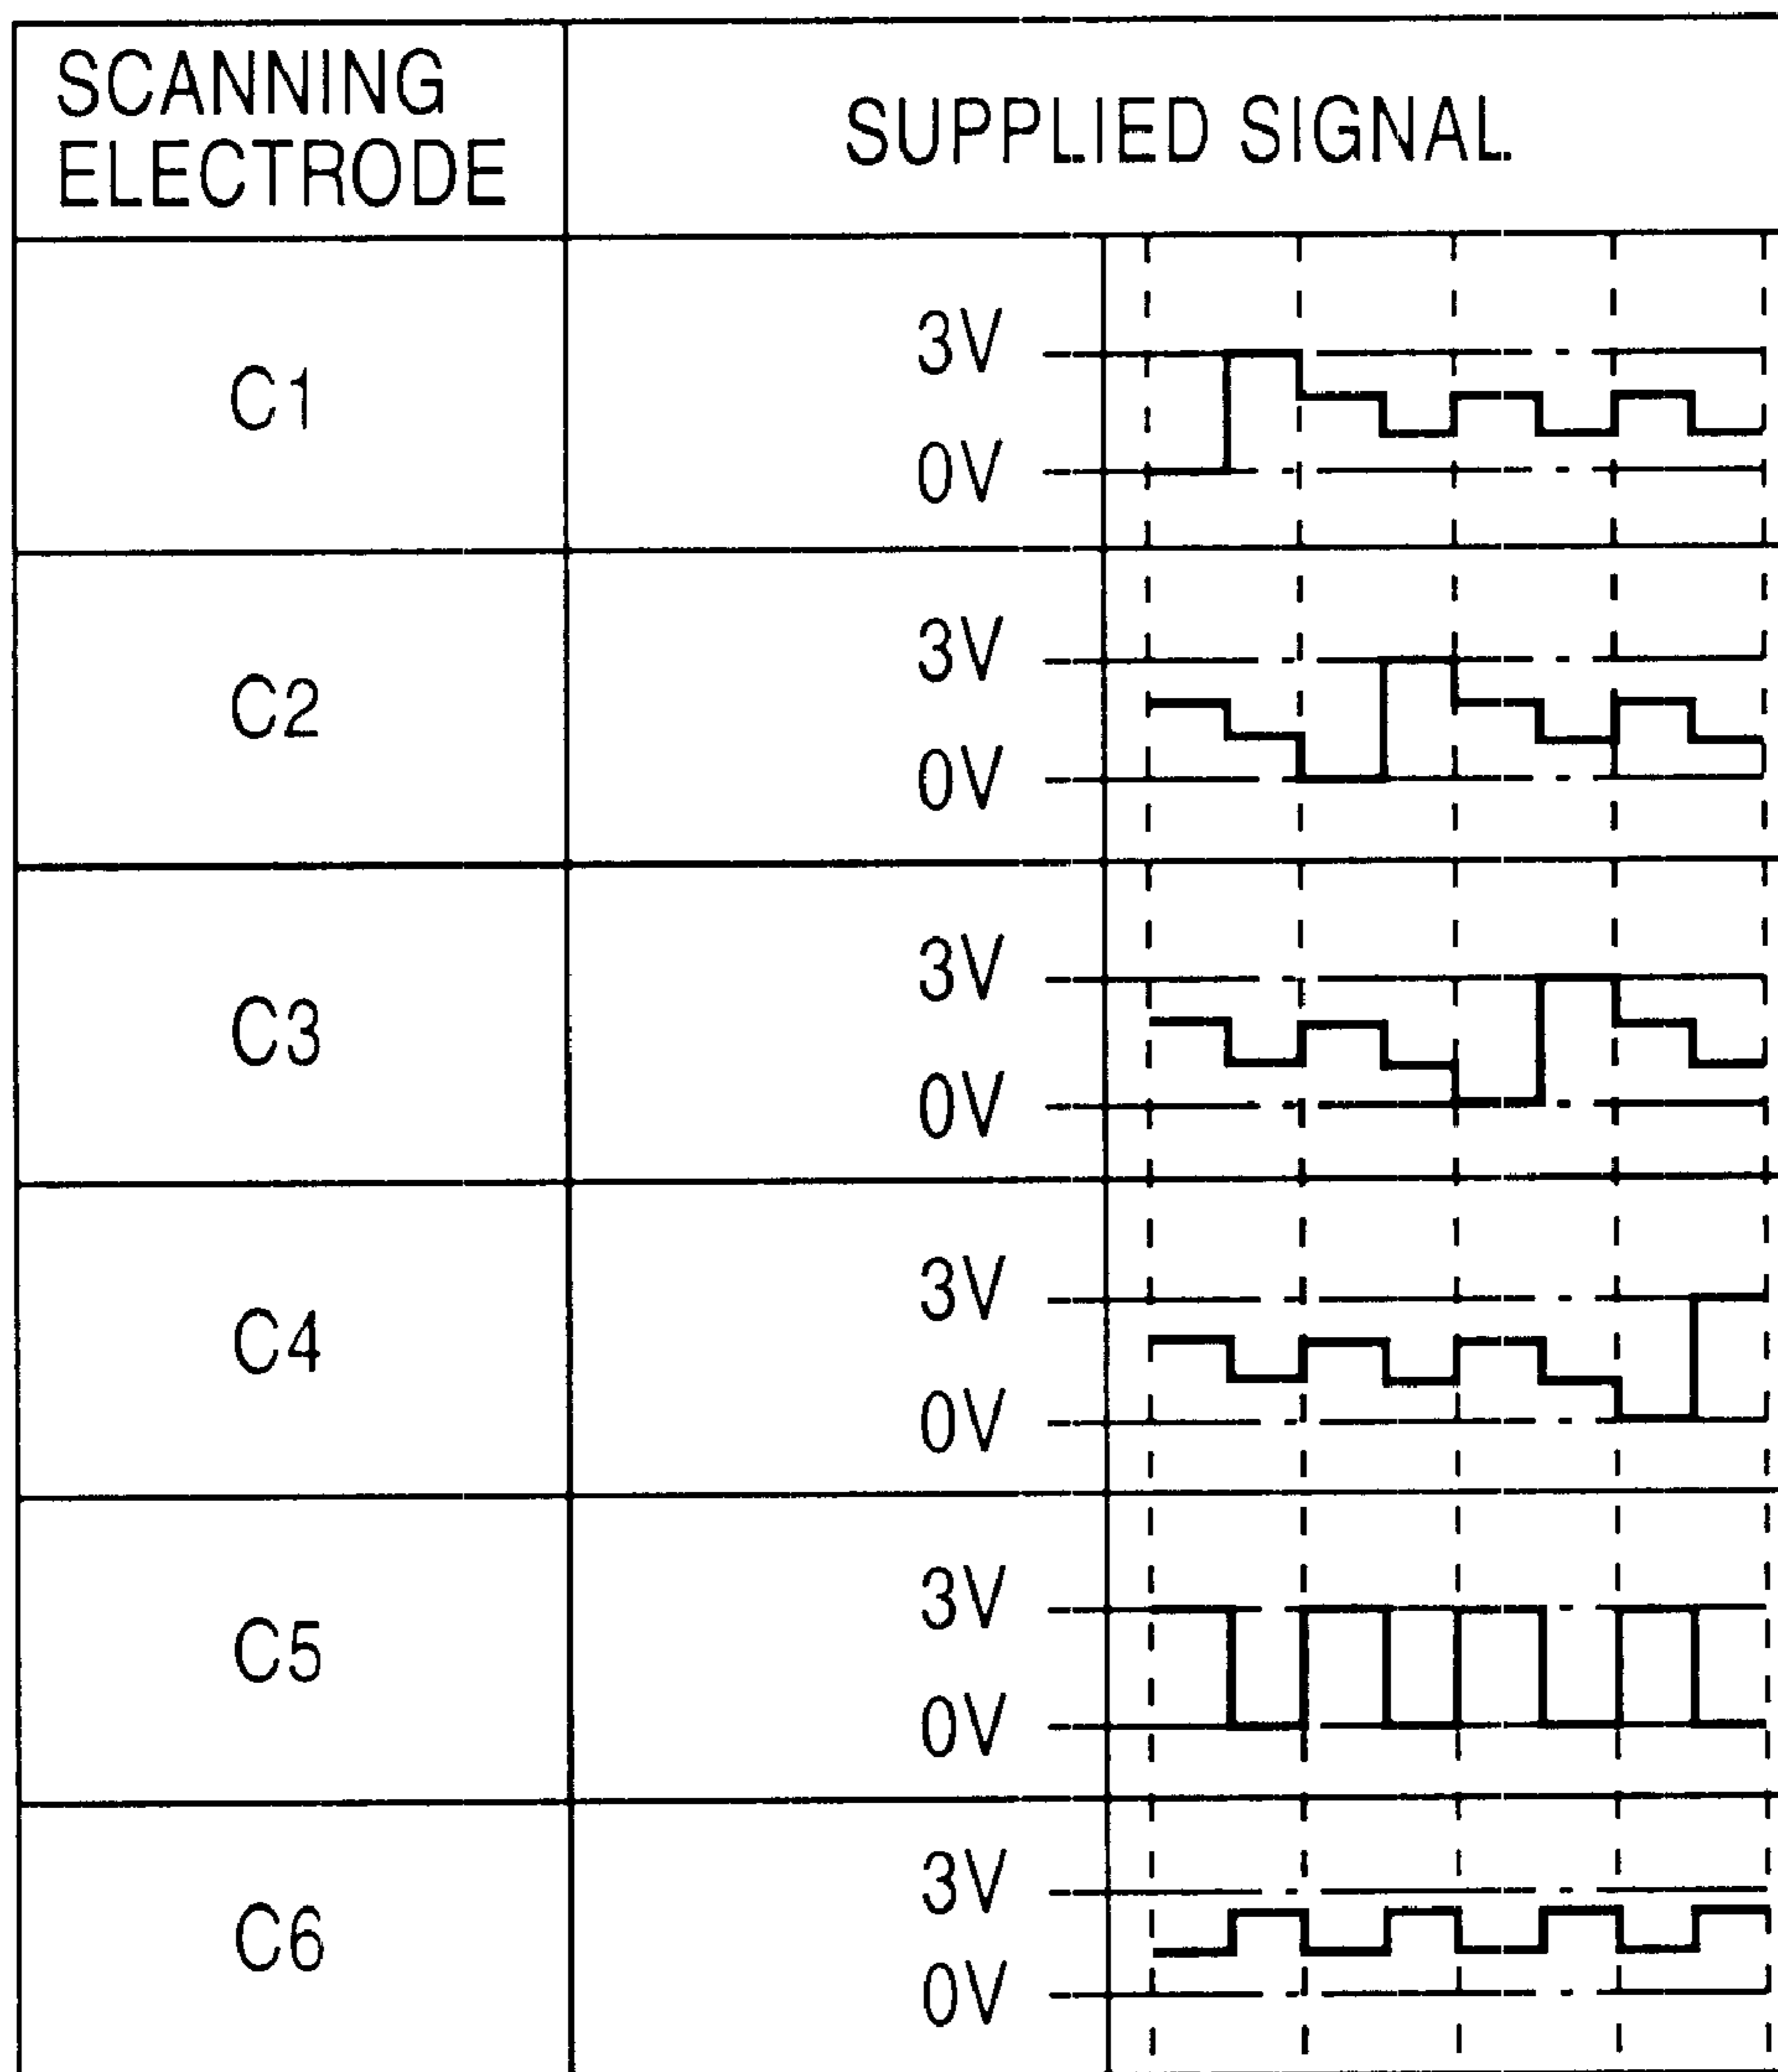 SCANNING
ELECTRODE
SUPPLIED SIGNAL
C1
3V
0V
C2
3V
0V
C3
3V
0V
C4
3V
0V
C5
3V
0V
C6
3V
0V